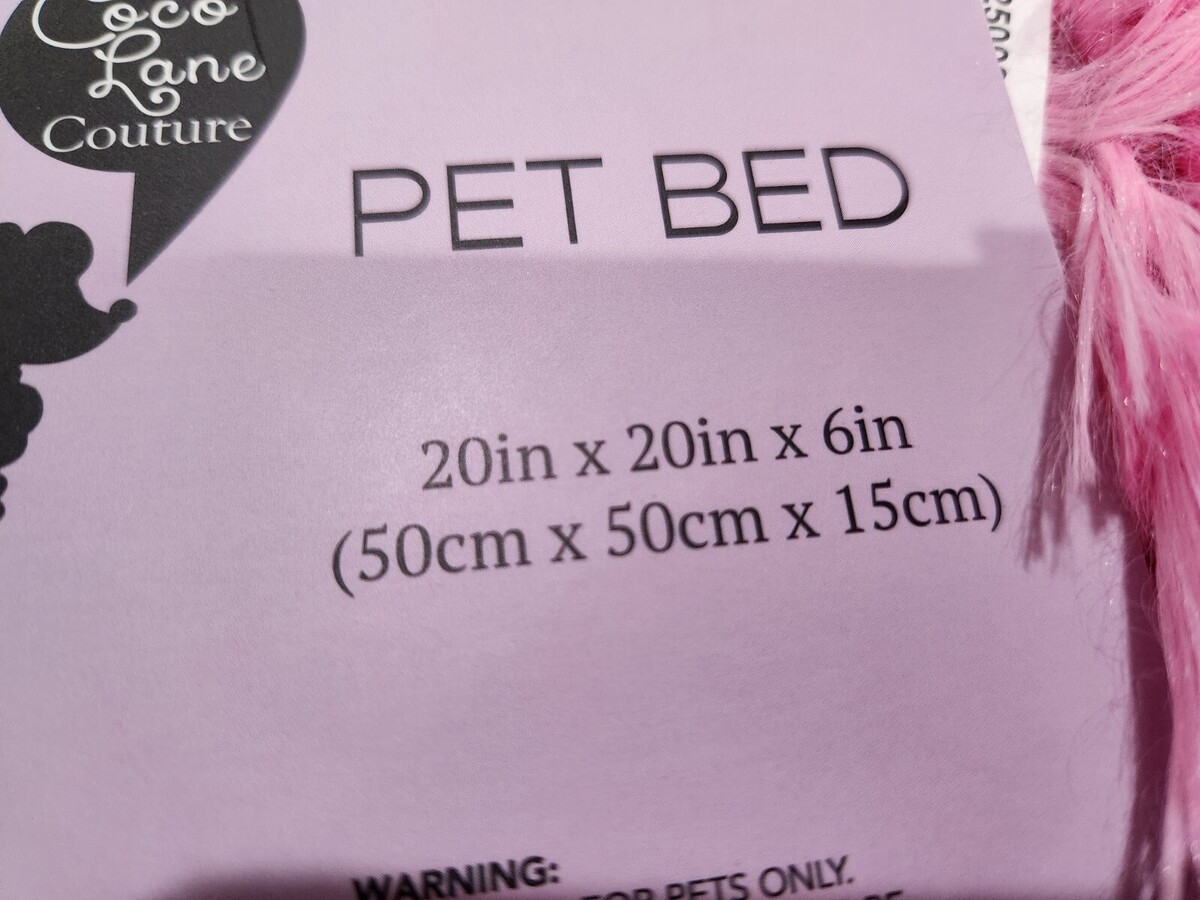 Coco
Lane
Couture
PET BED
20in x 20in x 6in
(50cm x 50cm x 15cm)
WARNING:
FOR PETS ONLY.